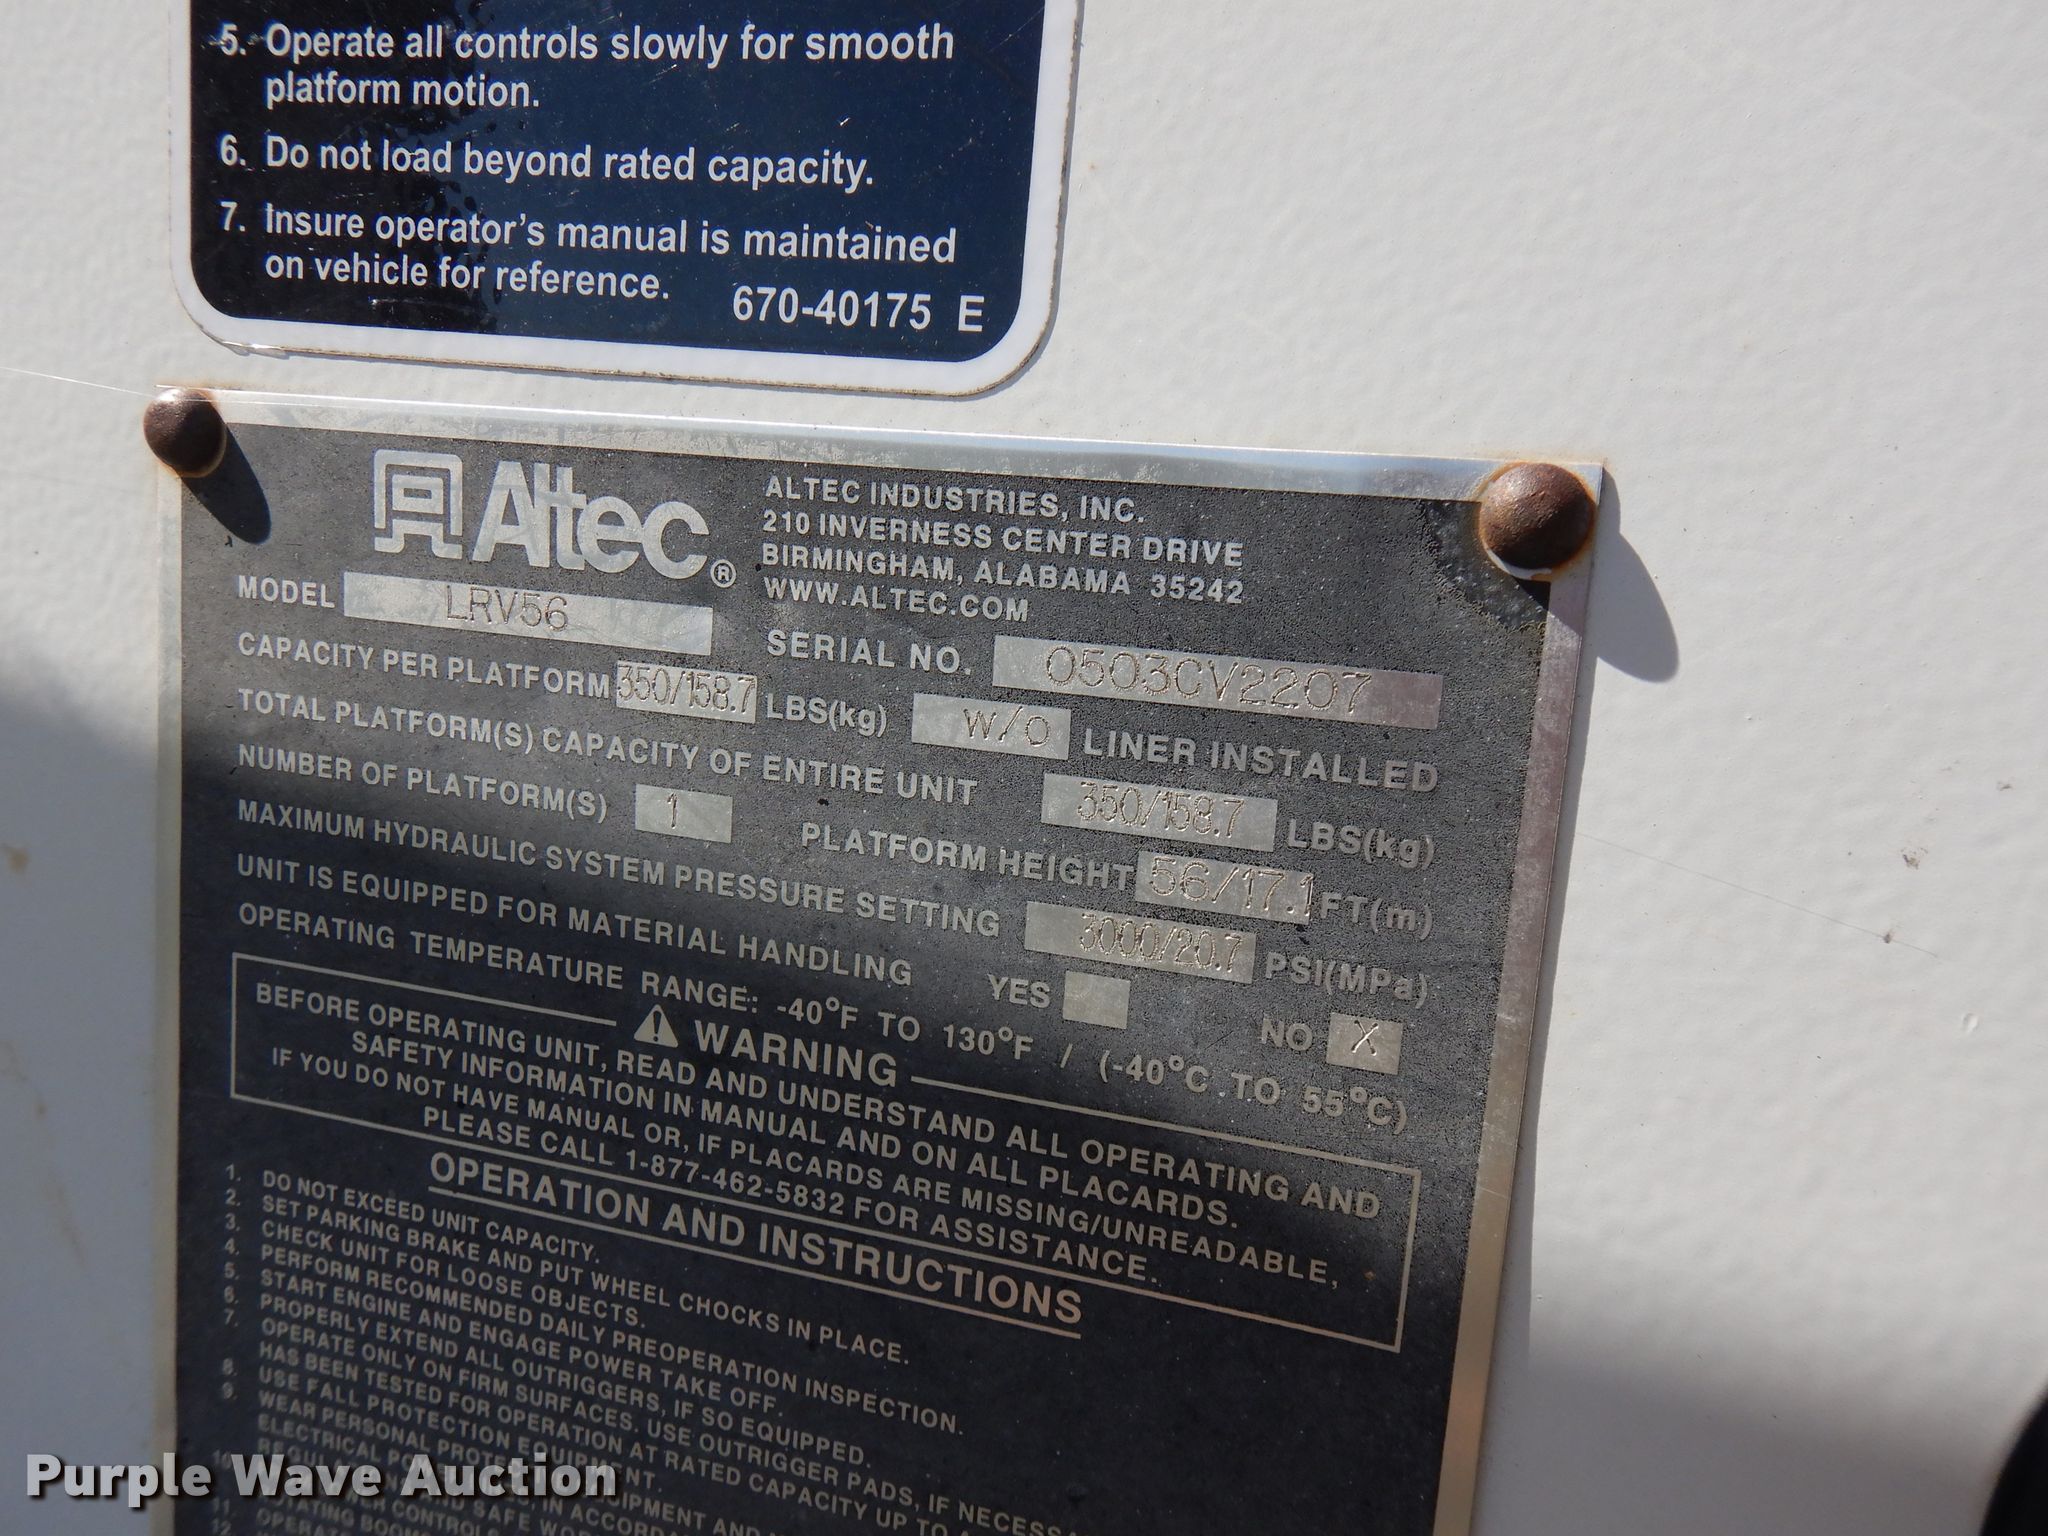 5. Operate all controls slowly for smooth
platform motion.
6. Do not load beyond rated capacity.
7. Insure operator's manual is maintained
on vehicle for reference.
670-40175 E
Altec®
ALTEC INDUSTRIES, INC.
210 INVERNESS CENTER DRIVE
BIRMINGHAM, ALABAMA 35242
WWW.ALTEC.COM
MODEL LRV56
SERIAL NO. 0503CV2207
CAPACITY PER PLATFORM 350/158.7 LBS(kg) W/O LINER INSTALLED
TOTAL PLATFORM(S) CAPACITY OF ENTIRE UNIT 350/158.7 LBS(kg)
NUMBER OF PLATFORM(S) 1 PLATFORM HEIGHT 56/17.1 FT(m)
MAXIMUM HYDRAULIC SYSTEM PRESSURE SETTING 3000/20.7 PSI(MPa)
UNIT IS EQUIPPED FOR MATERIAL HANDLING YES NO X
OPERATING TEMPERATURE RANGE: -40°F TO 130°F / (-40°C TO 55°C)
WARNING
BEFORE OPERATING UNIT, READ AND UNDERSTAND ALL OPERATING AND
SAFETY INFORMATION IN MANUAL AND ON ALL PLACARDS.
IF YOU DO NOT HAVE MANUAL OR, IF PLACARDS ARE MISSING/UNREADABLE,
PLEASE CALL 1-877-462-5832 FOR ASSISTANCE.
OPERATION AND INSTRUCTIONS
1. DO NOT EXCEED UNIT CAPACITY.
2. SET PARKING BRAKE AND PUT WHEEL CHOCKS IN PLACE.
3. CHECK UNIT FOR LOOSE OBJECTS.
4. PERFORM RECOMMENDED DAILY PREOPERATION INSPECTION.
5. START ENGINE AND ENGAGE POWER TAKE OFF.
6. PROPERLY EXTEND ALL OUTRIGGERS, IF SO EQUIPPED.
7. OPERATE ONLY ON FIRM SURFACES. USE OUTRIGGER PADS, IF NECESSA
HAS BEEN TESTED FOR OPERATION AT RATED CAPACITY UP TO
8. USE FALL PROTECTION EQUIPMENT.
9. WEAR PERSONAL PROTECT EQUIPMENT AND
ELECTRICAL AND SAFE WOR IN ACCORDA
Purple Wave Auction